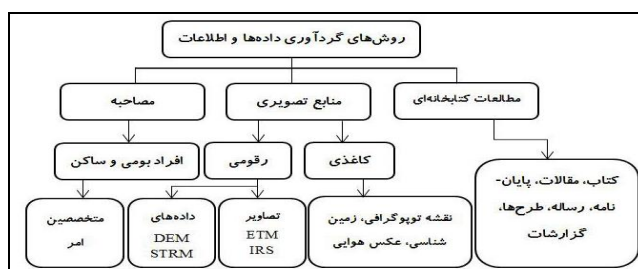 روش‌های گردآوری داده‌ها و اطلاعات
مطالعات کتابخانه‌ای
منابع تصویری
مصاحبه
کاغذی
رقومی
افراد بومی و ساکن
کتاب، مقالات، پایان-
نامه، رساله، طرح‌ها،
گزارشات
نقشه توپوگرافی، زمین
شناسی، عکس هوایی
تصاویر
ETM
IRS
داده‌های
DEM
STRM
متخصصین
امر